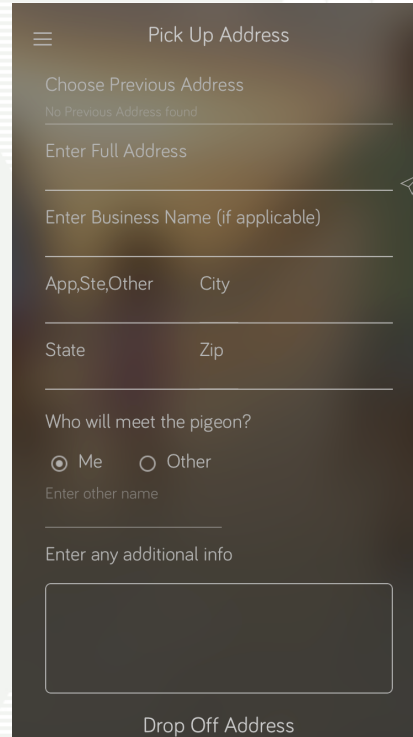 Pick Up Address
Choose Previous Address
No Previous Address found
Enter Full Address
Enter Business Name (if applicable)
App,Ste,Other City
State Zip
Who will meet the pigeon?
Me Other
Enter other name
Enter any additional info
Drop Off Address